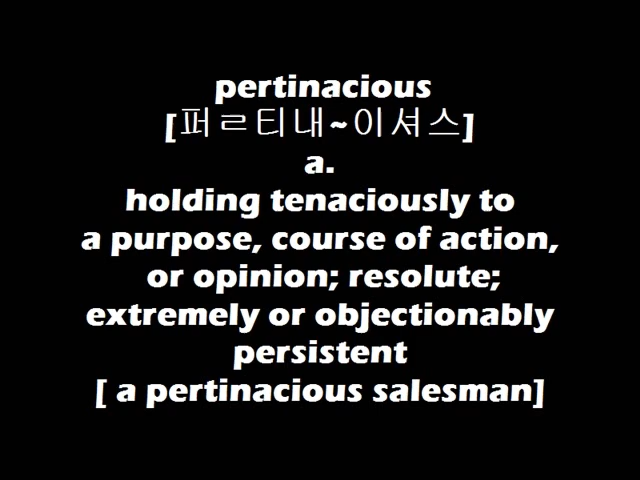 pertinacious
[퍼ㄹ티내~이셔스]
a.
holding tenaciously to
a purpose, course of action,
or opinion; resolute;
extremely or objectionably
persistent
[ a pertinacious salesman]